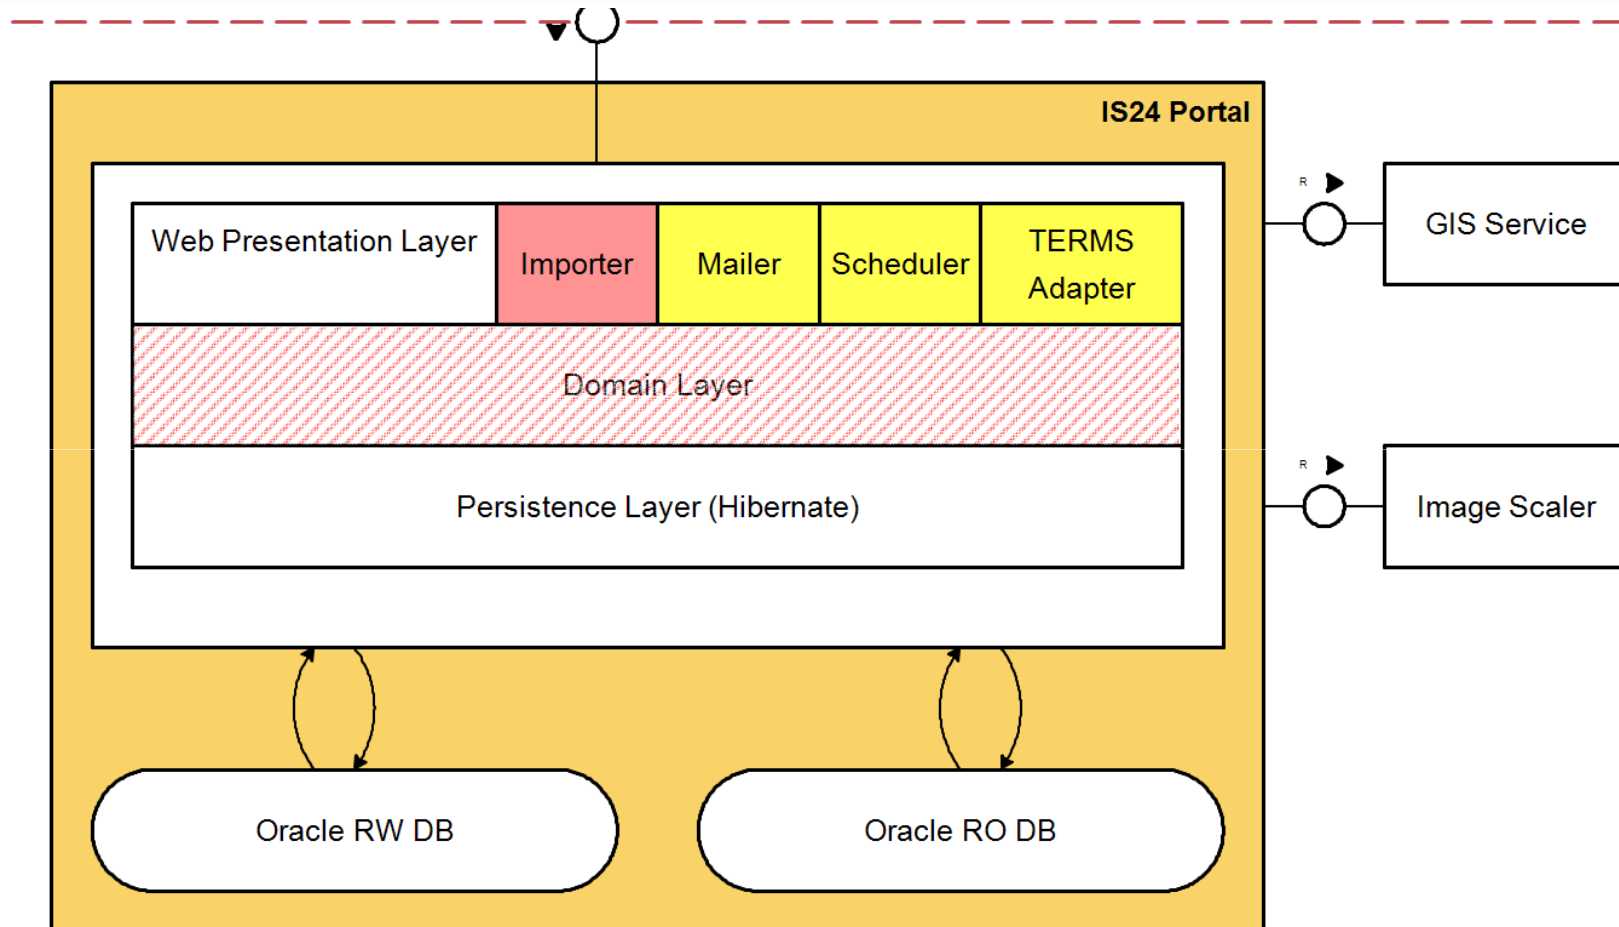 IS24 Portal
R
GIS Service
Web Presentation Layer
Importer
Mailer
Scheduler
TERMS
Adapter
Domain Layer
R
Image Scaler
Persistence Layer (Hibernate)
Oracle RW DB
Oracle RO DB